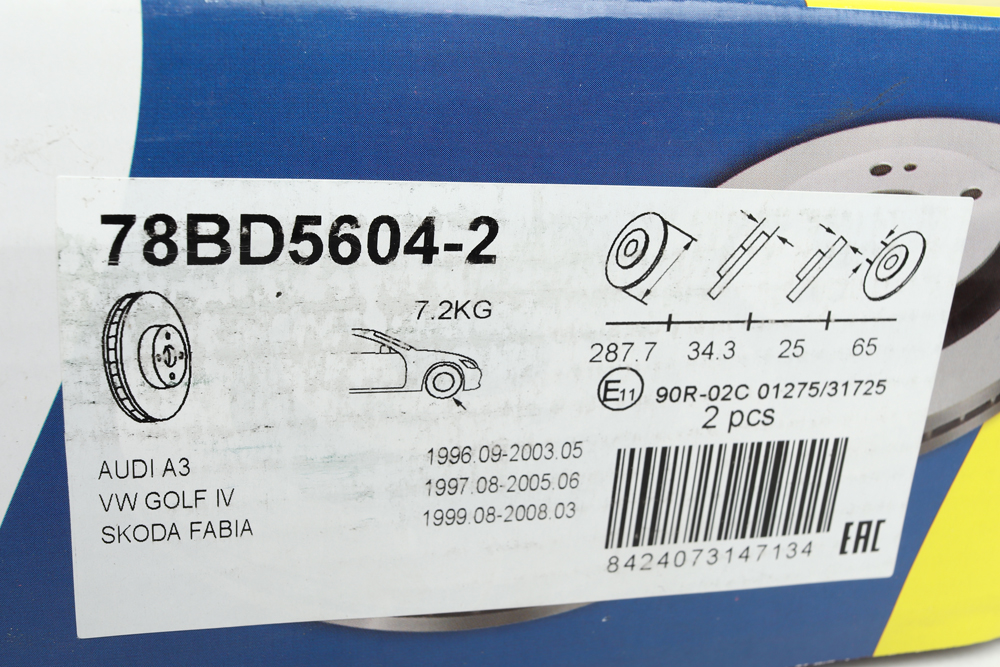 78BD5604-2
7.2KG
287.7 34.3 25 65
E11 90R-02C 01275/31725
2 pcs
AUDI A3 1996.09-2003.05
VW GOLF IV 1997.08-2005.06
SKODA FABIA 1999.08-2008.03
8424073147134
EAC